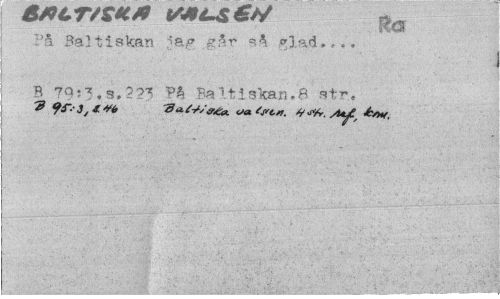 BALTISKA VALSEN
Ra
På Baltiskan jag går så glad....
B 79:3.s.223 På Baltiskan.8 str.
B 95:3, s.46 Baltiska valsen. 4 str. ref, kom.